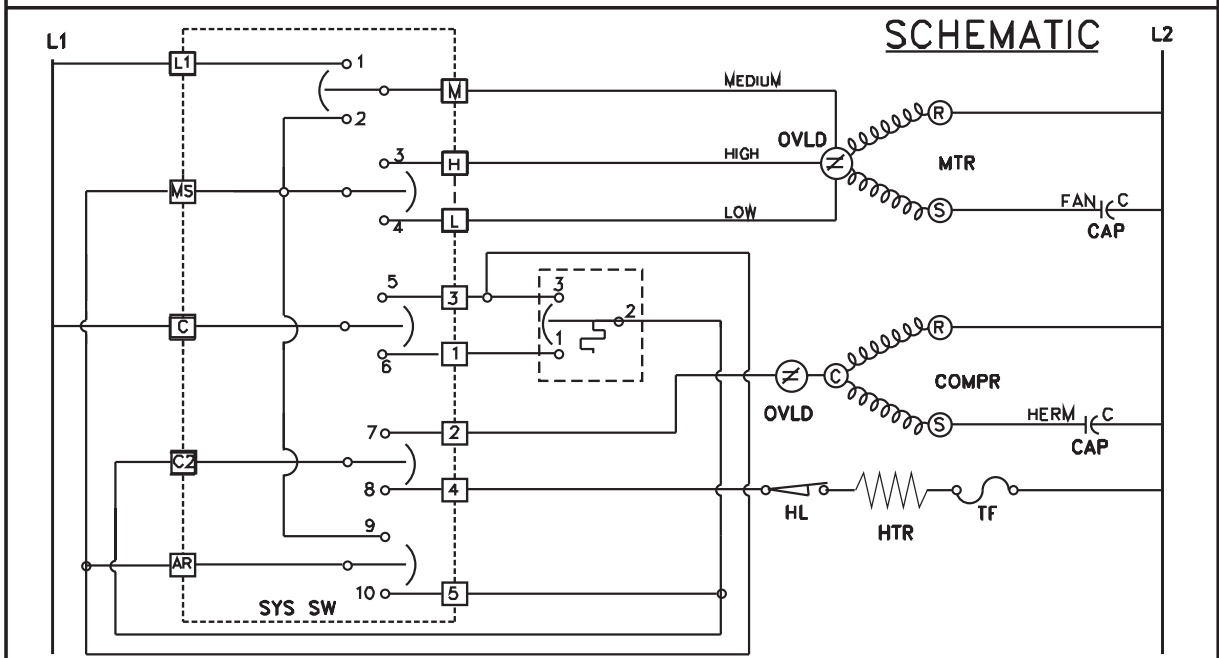 SCHEMATIC
L1
L2
L1
1
M
MEDIUM
2
OVLD
R
3
H
HIGH
MTR
MS
4
L
LOW
S
FAN
C
CAP
5
3
3
2
C
1
1
6
R
C
COMPR
OVLD
HERM
C
S
CAP
7
2
C2
8
4
HL
HTR
TF
9
AR
10
5
SYS SW